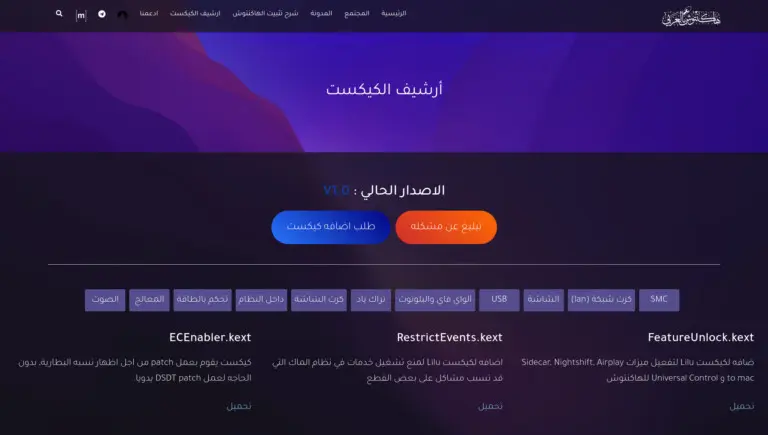 هاكنتوش العربي
الرئيسية المجتمع المدونة شرح تثبيت الهاكنتوش ارشيف الكيكست ادعمنا [m]
أرشيف الكيكست
الاصدار الحالي : V1.0
تبليغ عن مشكله
طلب اضافه كيكست
SMC كرت شبكة (lan) الشاشة USB الواي فاي والبلوتوث تراك باد كرت الشاشة داخل النظام تحكم بالطاقة المعالج الصوت
FeatureUnlock.kext
ضافه لكيكست Lilu لتفعيل ميزات Sidecar, Nightshift, Airplay
to mac و Universal Control للهاكنتوش
تحميل
RestrictEvents.kext
اضافه لكيكست Lilu لمنع تشغيل خدمات في نظام الماك التي
قد تسبب مشاكل على بعض القطع
تحميل
ECEnabler.kext
كيكست يقوم بعمل patch من اجل اظهار نسبه البطارية، بدون
الحاجه لعمل DSDT patch يدويا
تحميل